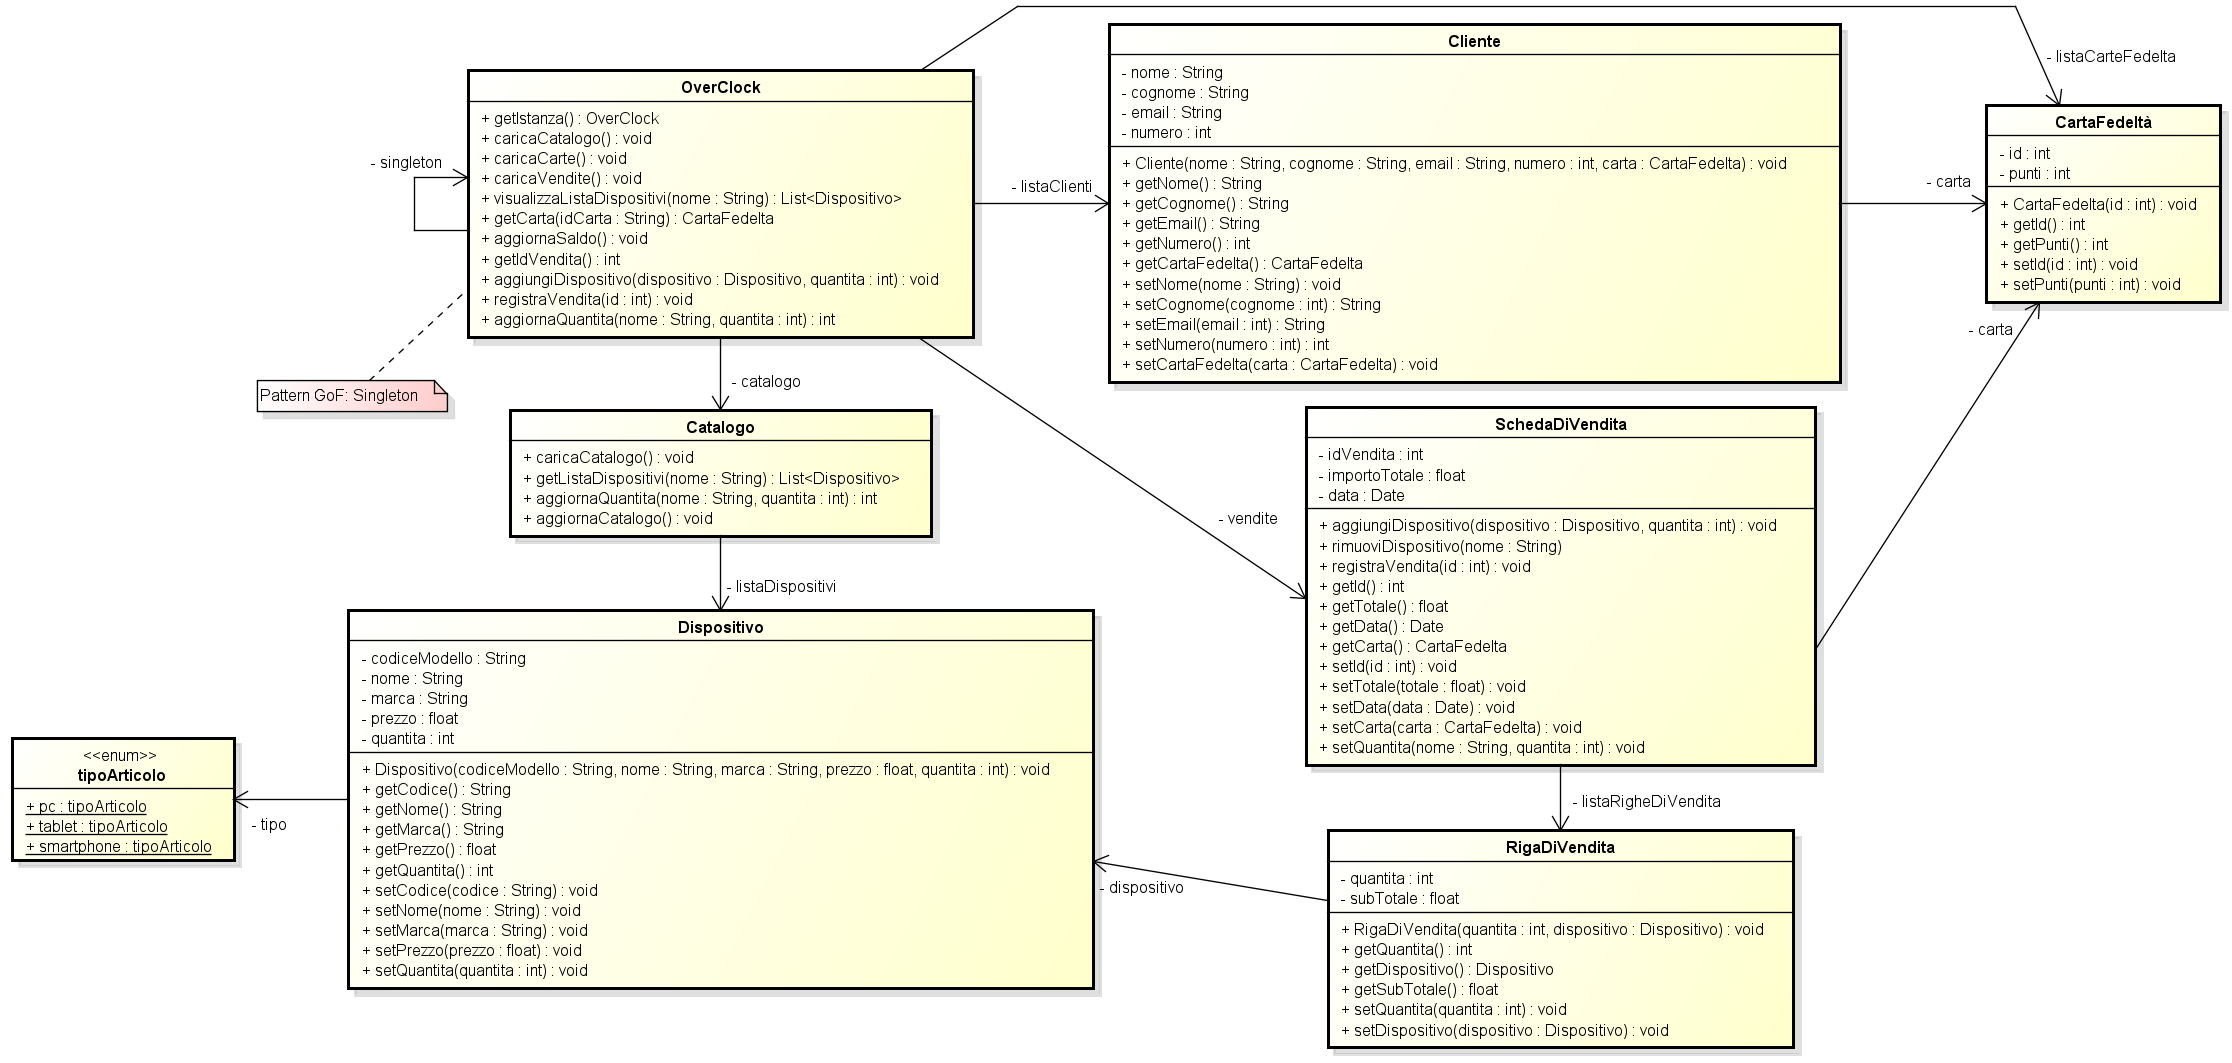 OverClock
+ getIstanza() : OverClock
+ caricaCatalogo() : void
+ caricaCarte() : void
+ caricaVendite() : void
+ visualizzaListaDispositivi(nome : String) : List<Dispositivo>
+ getCarta(idCarta : String) : CartaFedelta
+ aggiornaSaldo() : void
+ getIdVendita() : int
+ aggiungiDispositivo(dispositivo : Dispositivo, quantita : int) : void
+ registraVendita(id : int) : void
+ aggiornaQuantita(nome : String, quantita : int) : int
- singleton
Pattern GoF: Singleton
- listaClienti
Cliente
- nome : String
- cognome : String
- email : String
- numero : int
+ Cliente(nome : String, cognome : String, email : String, numero : int, carta : CartaFedelta) : void
+ getNome() : String
+ getCognome() : String
+ getEmail() : String
+ getNumero() : int
+ getCartaFedelta() : CartaFedelta
+ setNome(nome : String) : void
+ setCognome(cognome : int) : String
+ setEmail(email : int) : String
+ setNumero(numero : int) : int
+ setCartaFedelta(carta : CartaFedelta) : void
- listaCarteFedelta
- carta
CartaFedeltà
- id : int
- punti : int
+ CartaFedelta(id : int) : void
+ getId() : int
+ getPunti() : int
+ setId(id : int) : void
+ setPunti(punti : int) : void
- carta
- catalogo
Catalogo
+ caricaCatalogo() : void
+ getListaDispositivi(nome : String) : List<Dispositivo>
+ aggiornaQuantita(nome : String, quantita : int) : int
+ aggiornaCatalogo() : void
- vendite
SchedaDiVendita
- idVendita : int
- importoTotale : float
- data : Date
+ aggiungiDispositivo(dispositivo : Dispositivo, quantita : int) : void
+ rimuoviDispositivo(nome : String)
+ registraVendita(id : int) : void
+ getId() : int
+ getTotale() : float
+ getData() : Date
+ getCarta() : CartaFedelta
+ setId(id : int) : void
+ setTotale(totale : float) : void
+ setData(data : Date) : void
+ setCarta(carta : CartaFedelta) : void
+ setQuantita(nome : String, quantita : int) : void
- listaDispositivi
Dispositivo
- codiceModello : String
- nome : String
- marca : String
- prezzo : float
- quantita : int
+ Dispositivo(codiceModello : String, nome : String, marca : String, prezzo : float, quantita : int) : void
+ getCodice() : String
+ getNome() : String
+ getMarca() : String
+ getPrezzo() : float
+ getQuantita() : int
+ setCodice(codice : String) : void
+ setNome(nome : String) : void
+ setMarca(marca : String) : void
+ setPrezzo(prezzo : float) : void
+ setQuantita(quantita : int) : void
<<enum>>
tipoArticolo
+ pc : tipoArticolo
+ tablet : tipoArticolo
+ smartphone : tipoArticolo
- tipo
- dispositivo
- listaRigheDiVendita
RigaDiVendita
- quantita : int
- subTotale : float
+ RigaDiVendita(quantita : int, dispositivo : Dispositivo) : void
+ getQuantita() : int
+ getDispositivo() : Dispositivo
+ getSubTotale() : float
+ setQuantita(quantita : int) : void
+ setDispositivo(dispositivo : Dispositivo) : void